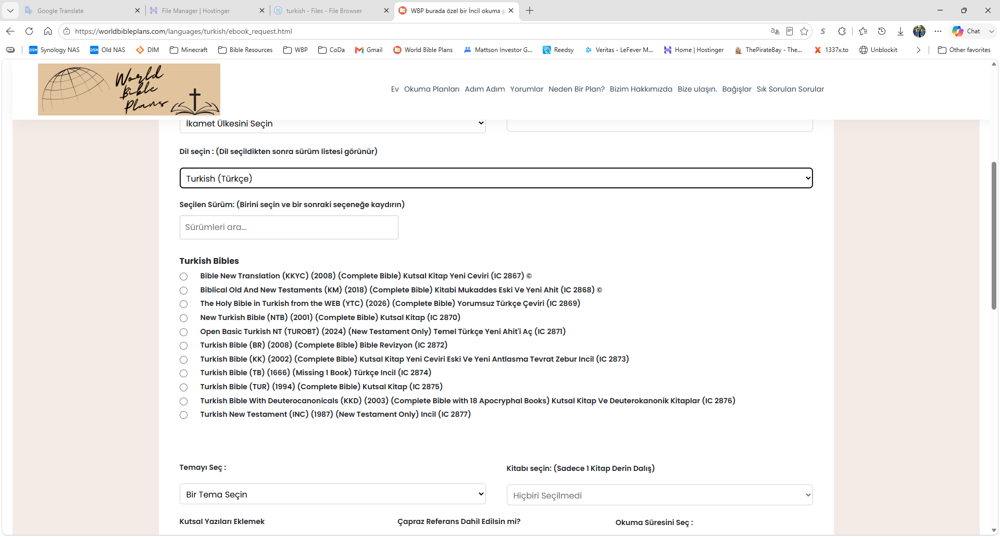 Google Translate
File Manager | Hostinger
turkish - Files - File Browser
WBP burada özel bir İncil okuma p
https://worldbibleplans.com/languages/turkish/ebook_request.html
Chat
Synology NAS
Old NAS
DIM
Minecraft
Bible Resources
WBP
CoDa
Gmail
World Bible Plans
Mattson Investor G...
Reedsy
Veritas - LeFever M...
Home | Hostinger
ThePirateBay - The...
1337x.to
Unblockit
Other favorites
World
Bible
Plans
Ev Okuma Planları Adım Adım Yorumlar Neden Bir Plan? Bizim Hakkımızda Bize ulaşın. Bağışlar Sık Sorulan Sorular
İkamet Ülkesini Seçin
Dil seçin : (Dil seçildikten sonra sürüm listesi görünür)
Turkish (Türkçe)
Seçilen Sürüm: (Birini seçin ve bir sonraki seçeneğe kaydırın)
Sürümleri ara...
Turkish Bibles
Bible New Translation (KKYC) (2008) (Complete Bible) Kutsal Kitap Yeni Ceviri (IC 2867) ©
Biblical Old And New Testaments (KM) (2018) (Complete Bible) Kitabi Mukaddes Eski Ve Yeni Ahit (IC 2868) ©
The Holy Bible in Turkish from the WEB (YTC) (2026) (Complete Bible) Yorumsuz Türkçe Çeviri (IC 2869)
New Turkish Bible (NTB) (2001) (Complete Bible) Kutsal Kitap (IC 2870)
Open Basic Turkish NT (TUROBT) (2024) (New Testament Only) Temel Türkçe Yeni Ahit'i Aç (IC 2871)
Turkish Bible (BR) (2008) (Complete Bible) Bible Revizyon (IC 2872)
Turkish Bible (KK) (2002) (Complete Bible) Kutsal Kitap Yeni Ceviri Eski Ve Yeni Antlasma Tevrat Zebur Incil (IC 2873)
Turkish Bible (TB) (1666) (Missing 1 Book) Türkçe Incil (IC 2874)
Turkish Bible (TUR) (1994) (Complete Bible) Kutsal Kitap (IC 2875)
Turkish Bible With Deuterocanonicals (KKD) (2003) (Complete Bible with 18 Apocryphal Books) Kutsal Kitap Ve Deuterokanonik Kitaplar (IC 2876)
Turkish New Testament (INC) (1987) (New Testament Only) Incil (IC 2877)
Temayı Seç :
Kitabı seçin: (Sadece 1 Kitap Derin Dalış)
Bir Tema Seçin
Hiçbiri Seçilmedi
Kutsal Yazıları Eklemek
Çapraz Referans Dahil Edilsin mi?
Okuma Süresini Seç :